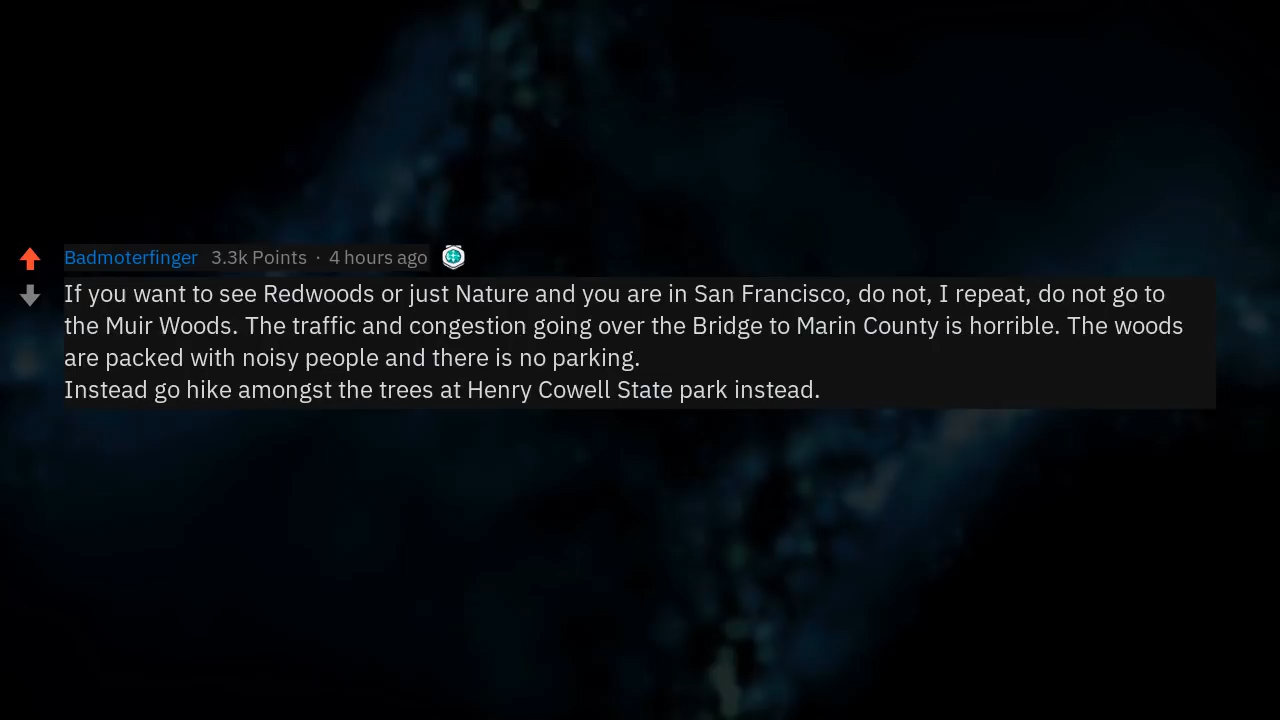 Badmoterfinger 3.3k Points · 4 hours ago
If you want to see Redwoods or just Nature and you are in San Francisco, do not, I repeat, do not go to
the Muir Woods. The traffic and congestion going over the Bridge to Marin County is horrible. The woods
are packed with noisy people and there is no parking.
Instead go hike amongst the trees at Henry Cowell State park instead.